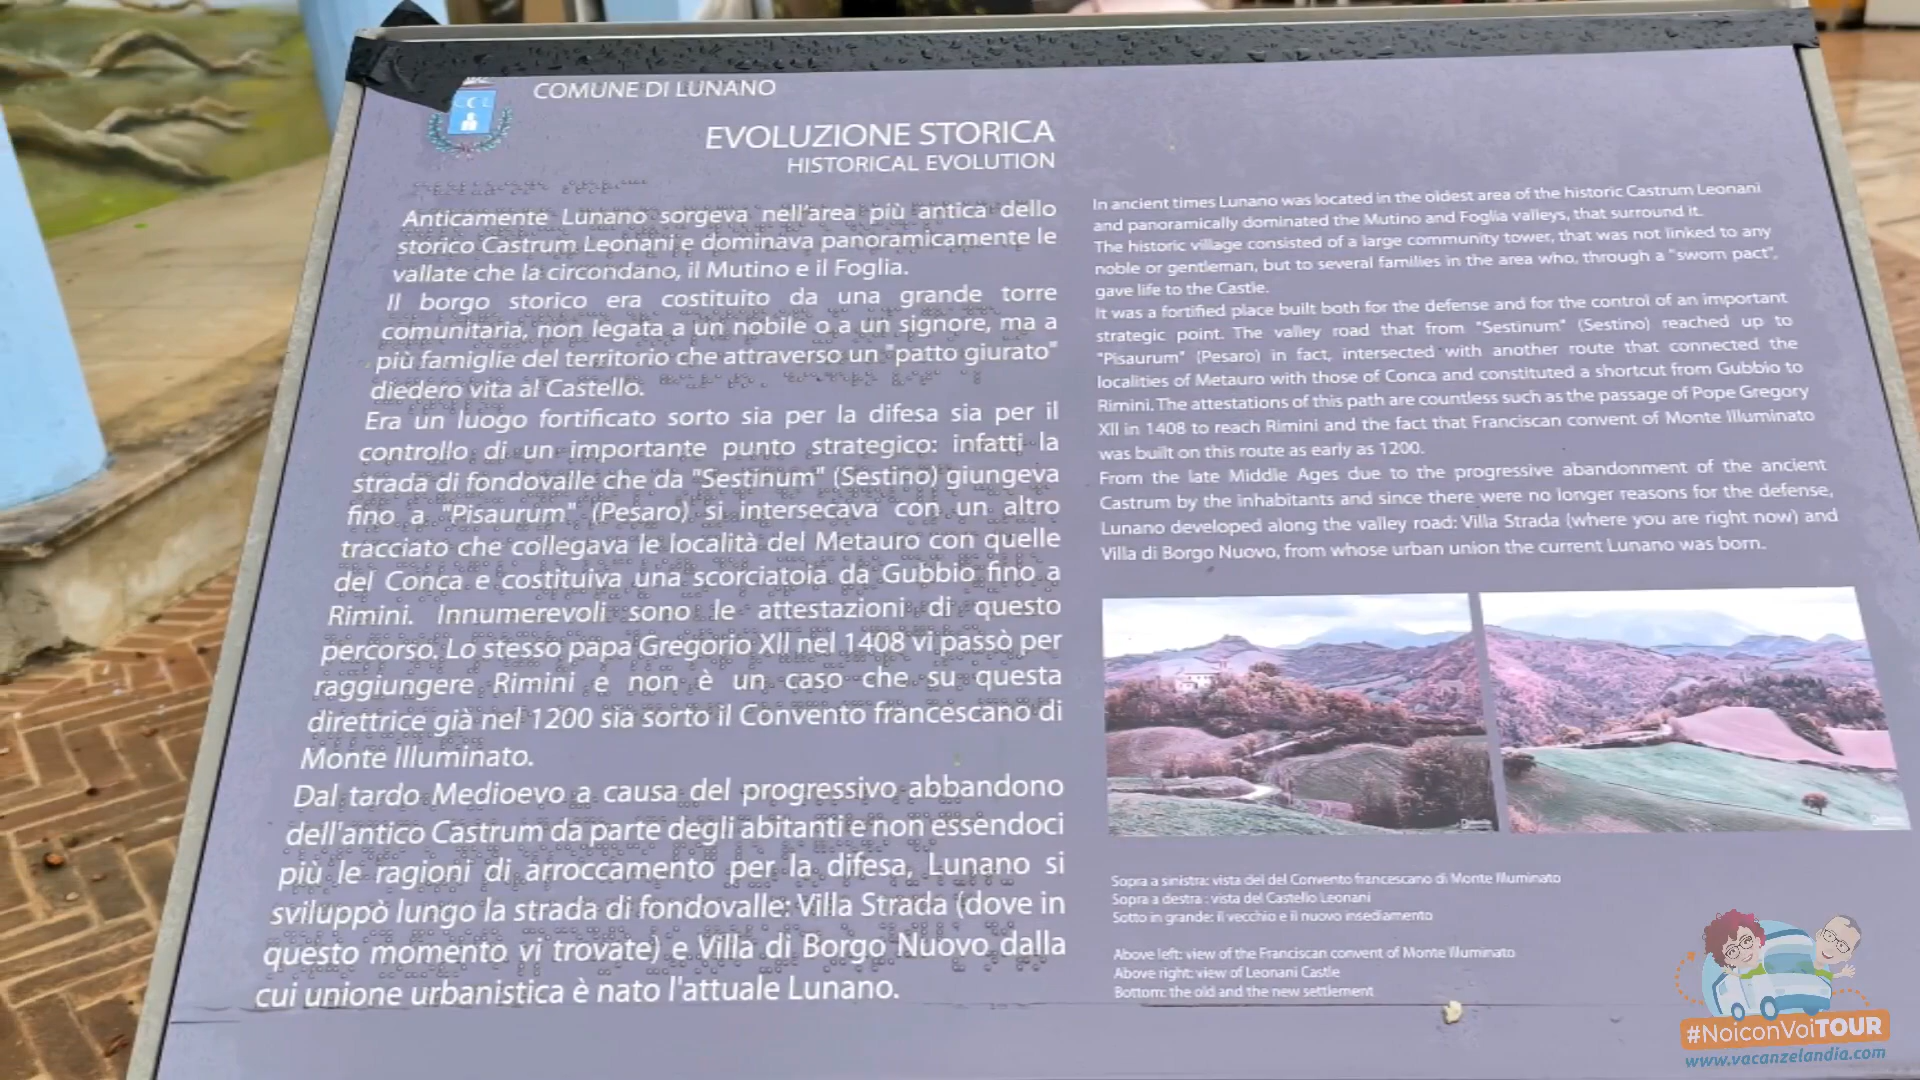 COMUNE DI LUNANO
EVOLUZIONE STORICA
HISTORICAL EVOLUTION
Anticamente Lunano sorgeva nell'area più antica dello
storico Castrum Leonani e dominava panoramicamente le
vallate che la circondano, il Mutino e il Foglia.
Il borgo storico era costituito da una grande torre
comunitaria, non legata a un nobile o a un signore, ma a
più famiglie del territorio che attraverso un "patto giurato"
diedero vita al Castello.
Era un luogo fortificato sorto sia per la difesa sia per il
controllo di un importante punto strategico: infatti la
strada di fondovalle che da "Sestinum" (Sestino) giungeva
fino a "Pisaurum" (Pesaro) si intersecava con un altro
tracciato che collegava le località del Metauro con quelle
del Conca e costituiva una scorciatoia da Gubbio fino a
Rimini. Innumerevoli sono le attestazioni di questo
percorso. Lo stesso papa Gregorio XII nel 1408 vi passò per
raggiungere Rimini e non è un caso che su questa
direttrice già nel 1200 sia sorto il Convento francescano di
Monte Illuminato.
Dal tardo Medioevo a causa del progressivo abbandono
dell'antico Castrum da parte degli abitanti e non essendoci
più le ragioni di arroccamento per la difesa, Lunano si
sviluppò lungo la strada di fondovalle: Villa Strada (dove in
questo momento vi trovate) e Villa di Borgo Nuovo dalla
cui unione urbanistica è nato l'attuale Lunano.
In ancient times Lunano was located in the oldest area of the historic Castrum Leonani
and panoramically dominated the Mutino and Foglia valleys, that surround it.
The historic village consisted of a large community tower, that was not linked to any
noble or gentleman, but to several families in the area who, through a "sworn pact",
gave life to the Castle.
It was a fortified place built both for the defense and for the control of an important
strategic point. The valley road that from "Sestinum" (Sestino) reached up to
"Pisaurum" (Pesaro) in fact, intersected with another route that connected the
localities of Metauro with those of Conca and constituted a shortcut from Gubbio to
Rimini. The attestations of this path are countless such as the passage of Pope Gregory
XII in 1408 to reach Rimini and the fact that Franciscan convent of Monte Illuminato
was built on this route as early as 1200.
From the late Middle Ages due to the progressive abandonment of the ancient
Castrum by the inhabitants and since there were no longer reasons for the defense,
Lunano developed along the valley road: Villa Strada (where you are right now) and
Villa di Borgo Nuovo, from whose urban union the current Lunano was born.
Sopra a sinistra: vista del del Convento francescano di Monte Illuminato
Sopra a destra : vista del Castello Leonani
Sotto in grande: il vecchio e il nuovo insediamento
Above left: view of the Franciscan convent of Monte Illuminato
Above right: view of Leonani Castle
Bottom: the old and the new settlement
#NoiconVoiTOUR
www.vacanzelandia.com